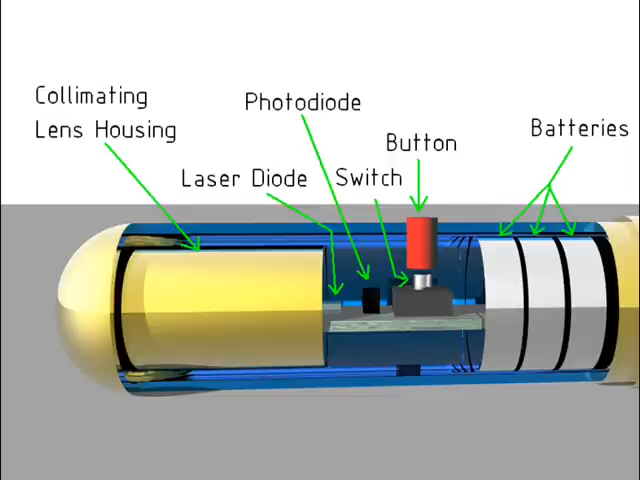 Collimating
Lens Housing
Photodiode
Button
Batteries
Laser Diode
Switch